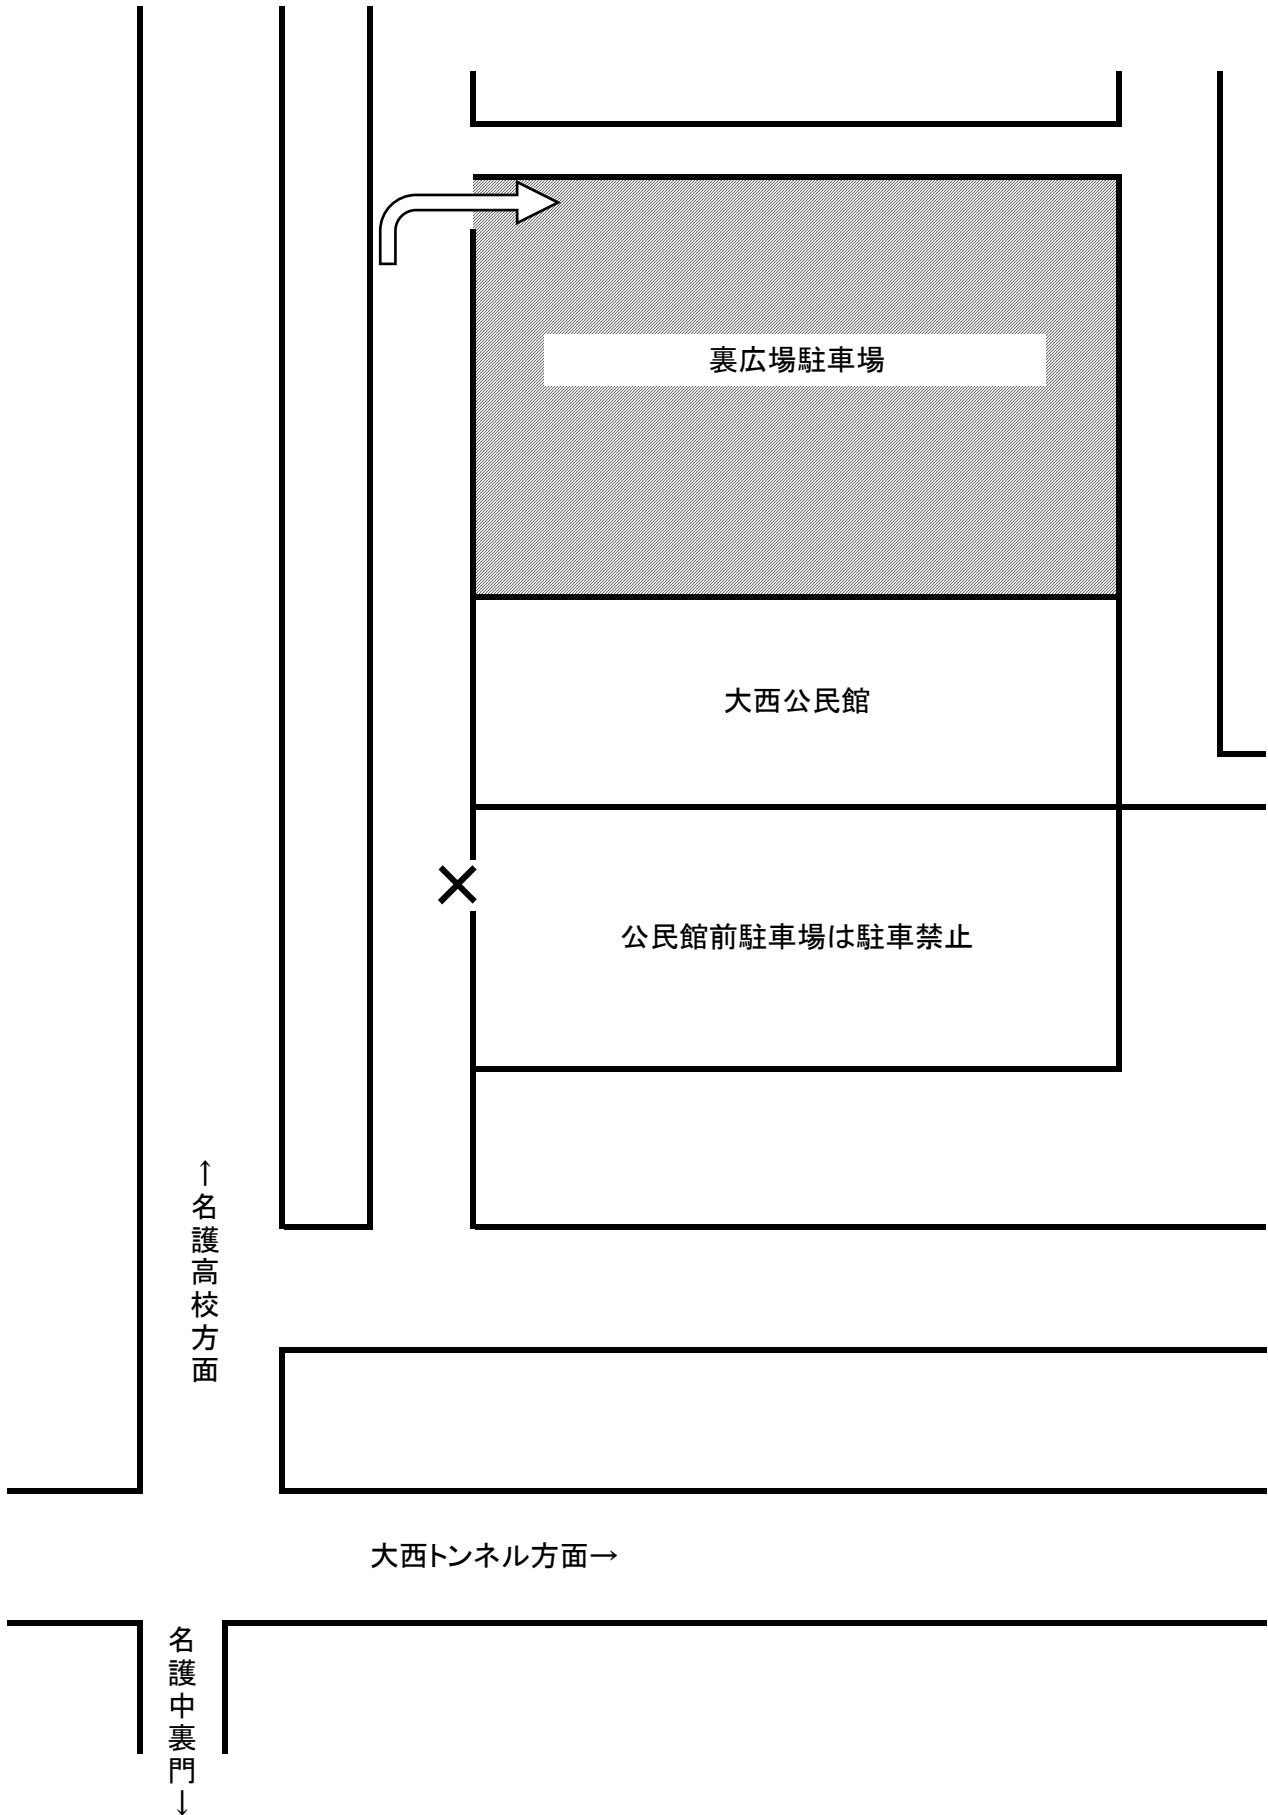 裏広場駐車場
大西公民館
公民館前駐車場は駐車禁止
↑名護高校方面
大西トンネル方面→
名護中裏門↓